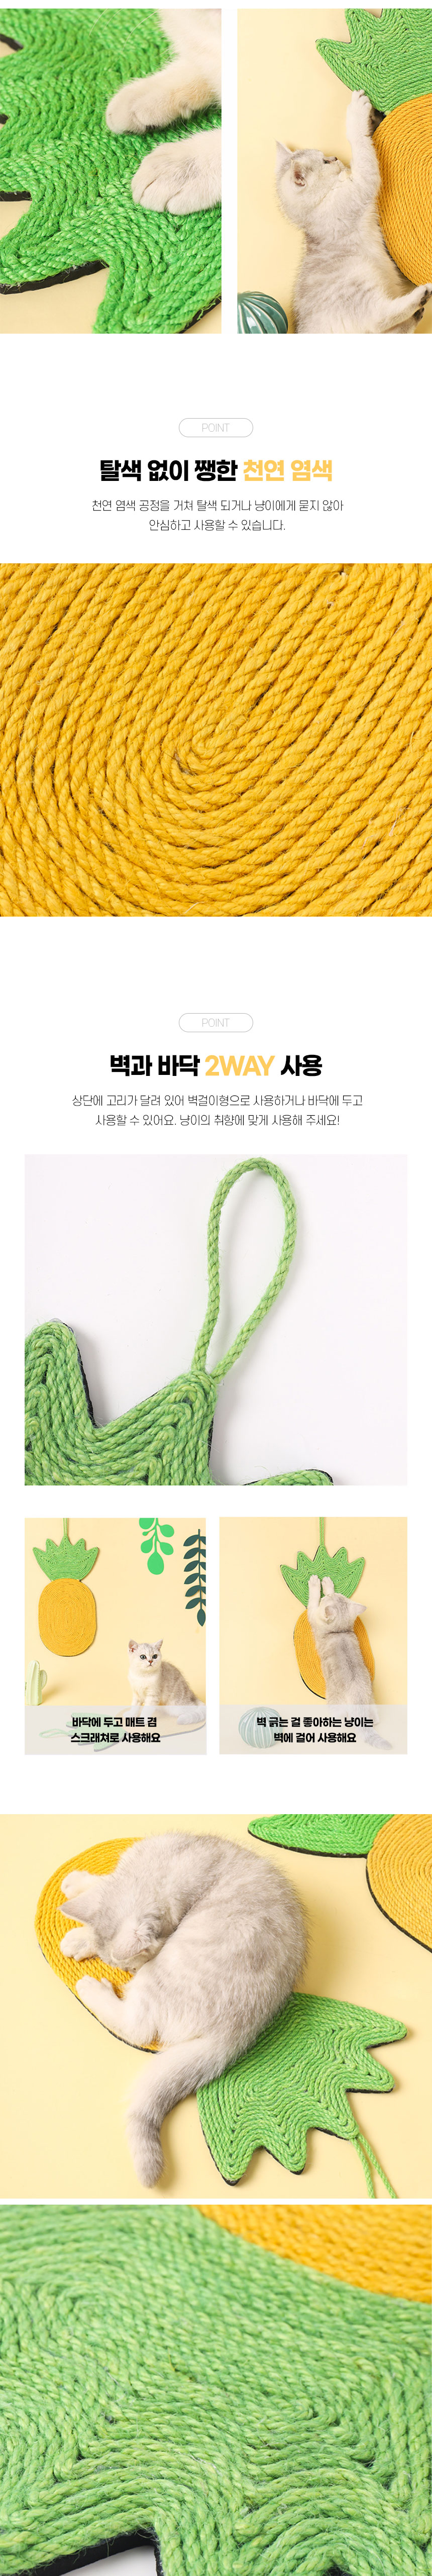 POINT
탈색 없이 쨍한 천연 염색
천연 염색 공정을 거쳐 탈색 되거나 냥이에게 묻지 않아
안심하고 사용할 수 있습니다.
POINT
벽과 바닥 2WAY 사용
상단에 고리가 달려 있어 벽걸이형으로 사용하거나 바닥에 두고
사용할 수 있어요. 냥이의 취향에 맞게 사용해 주세요!
바닥에 두고 매트 겸
스크래쳐로 사용해요
벽 긁는 걸 좋아하는 냥이는
벽에 걸어 사용해요